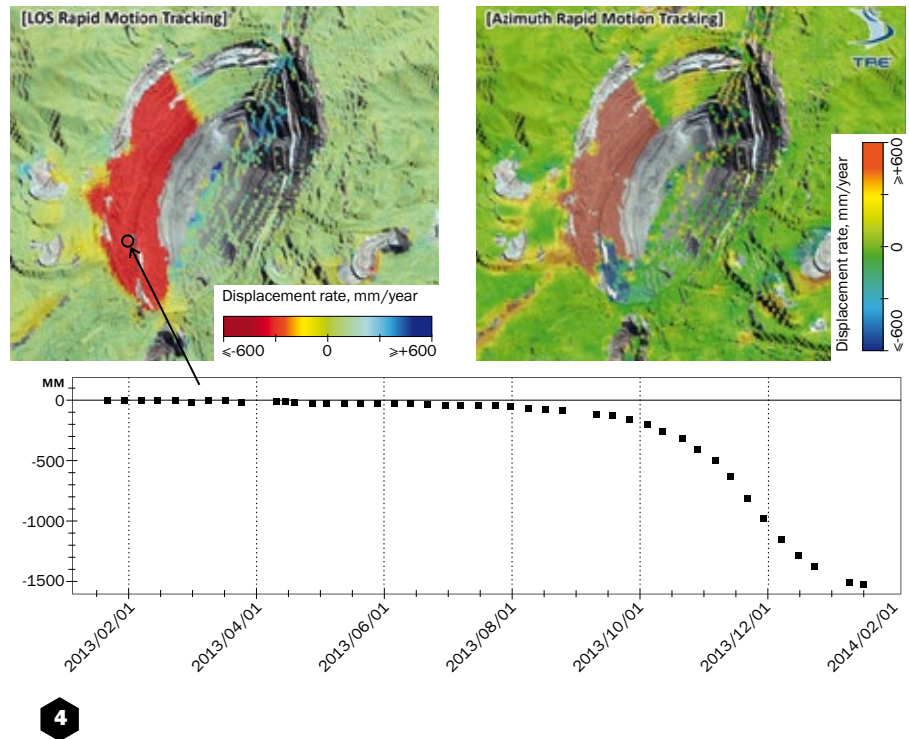 [LOS Rapid Motion Tracking]
Displacement rate, mm/year
⩽-600 0 ⩾+600
[Azimuth Rapid Motion Tracking]
TRE
Displacement rate, mm/year
⩽-600 0 ⩾+600
MM
0
-500
-1000
-1500
2013/02/01
2013/04/01
2013/06/01
2013/08/01
2013/10/01
2013/12/01
2014/02/01
4